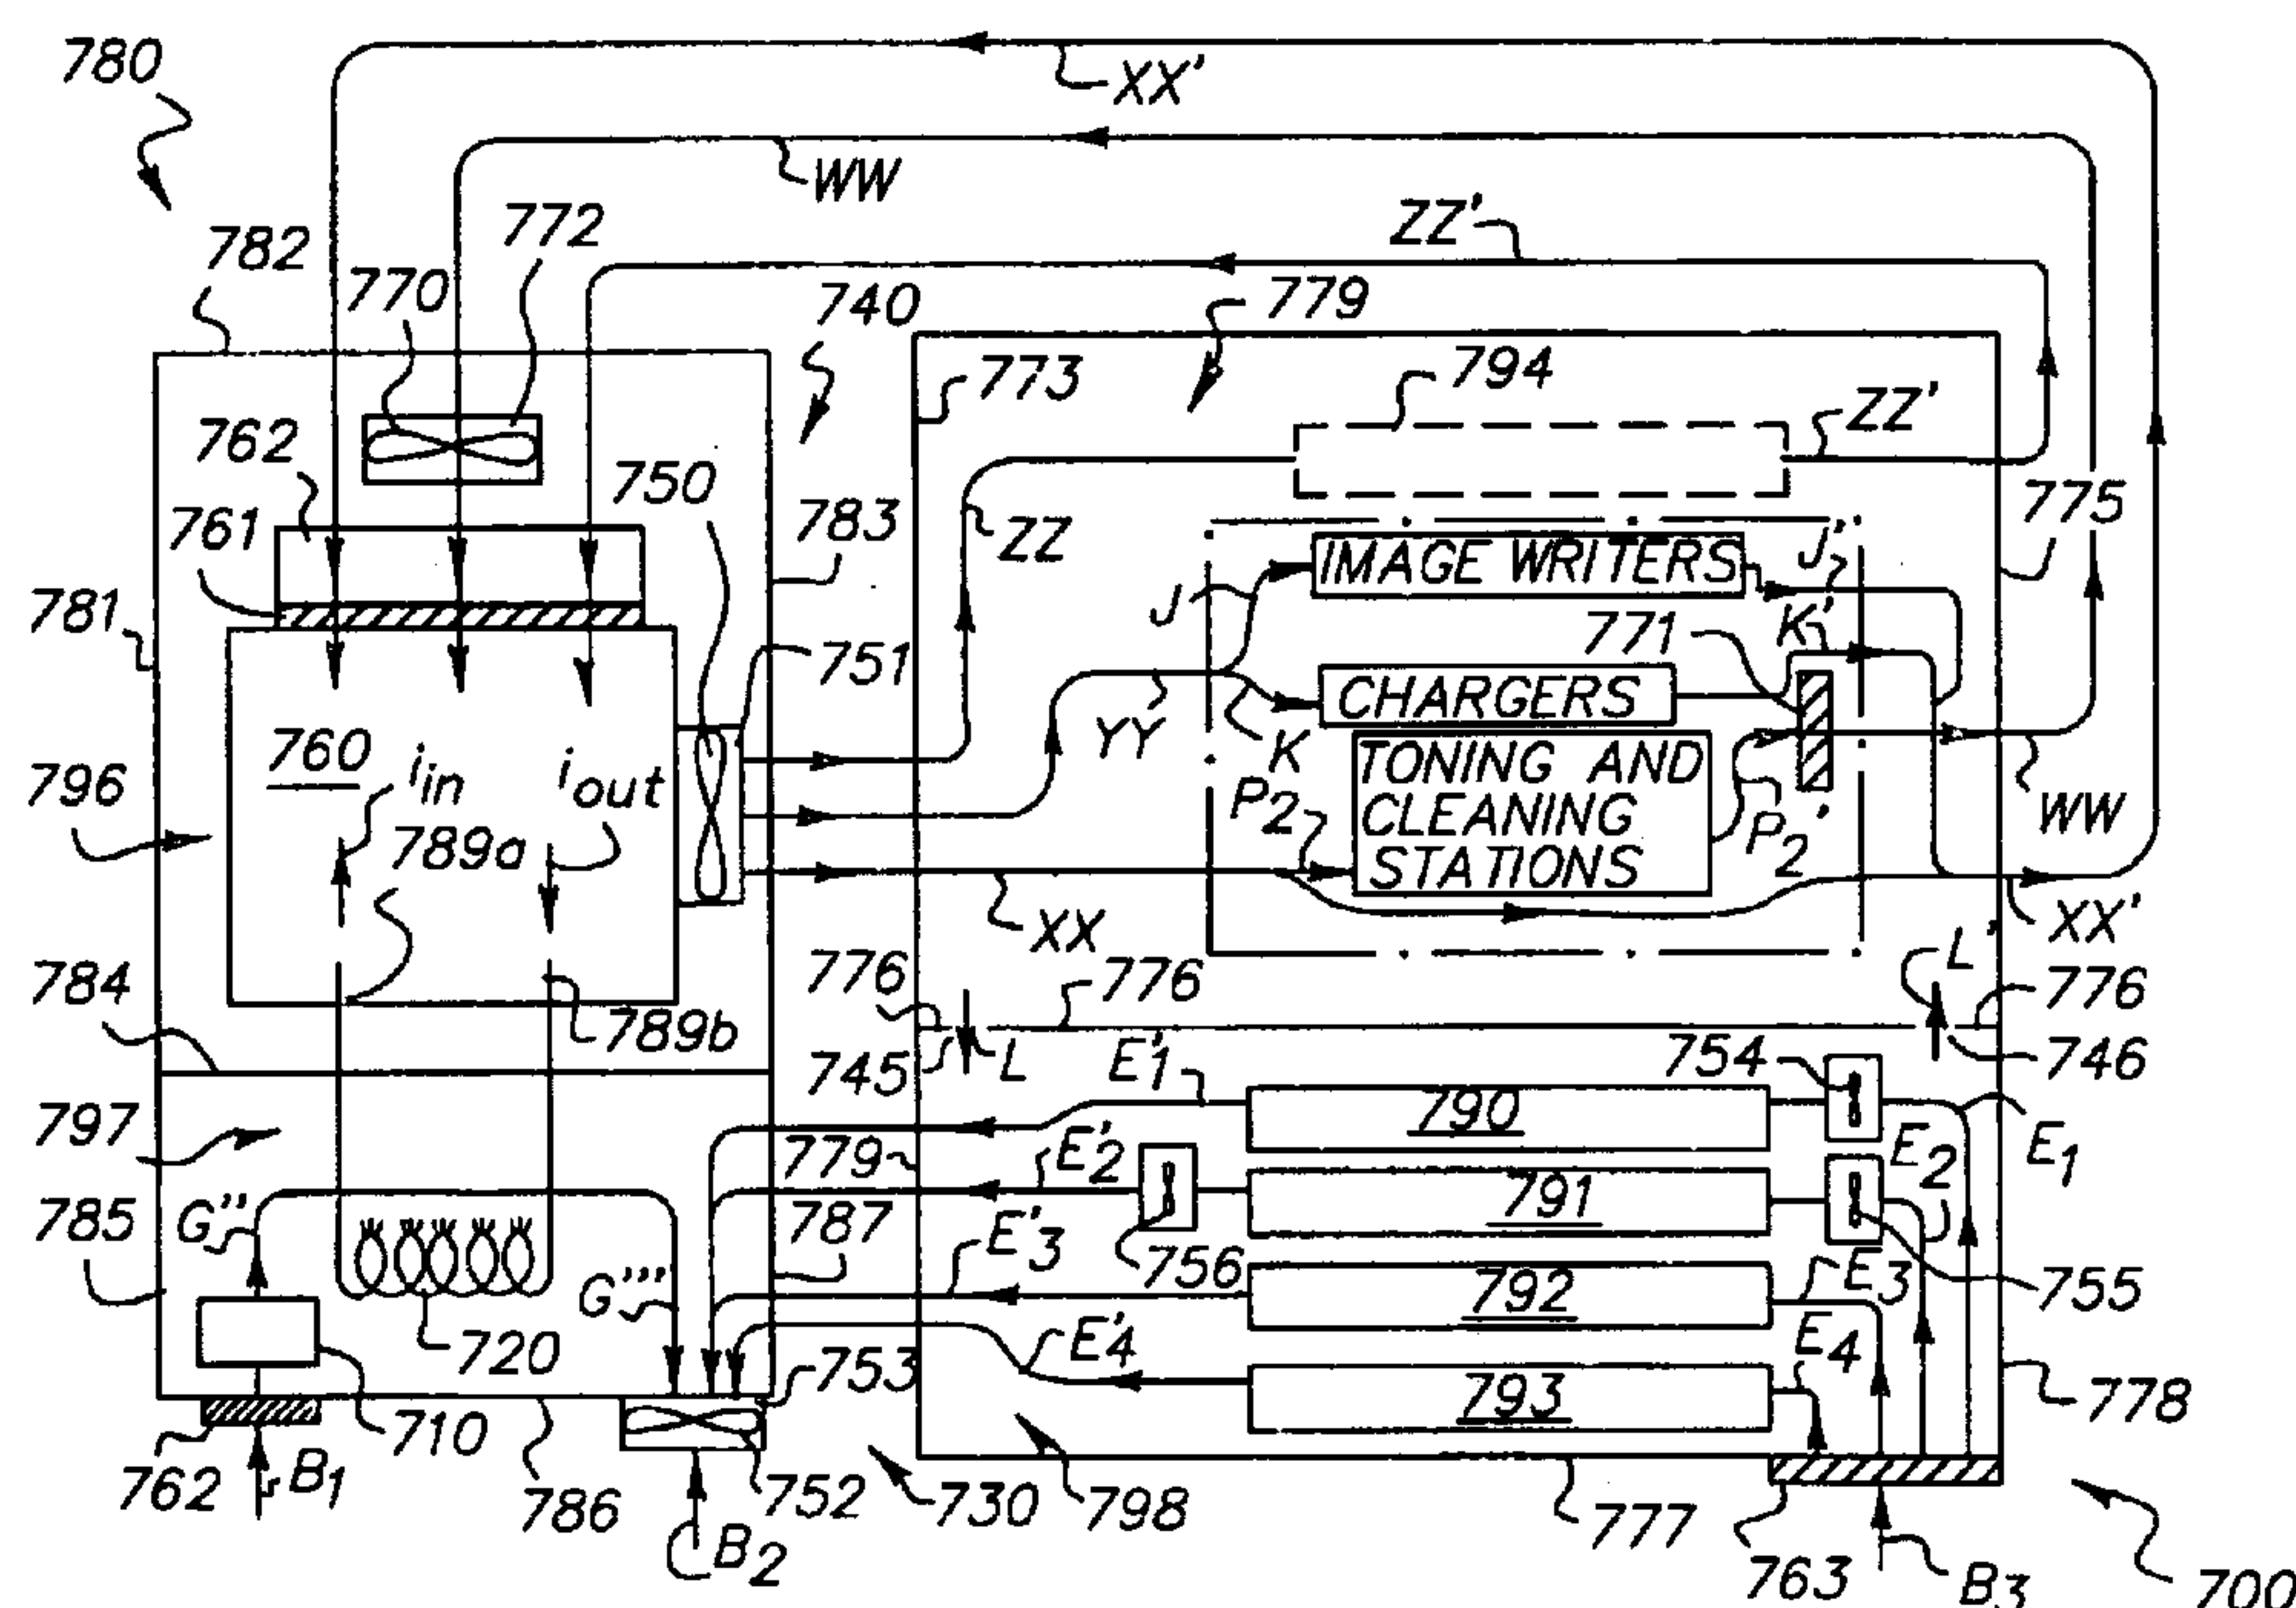 780
XX'
WW
ZZ'
782
770
772
740
779
773
794
ZZ'
762
761
750
783
ZZ
775
781
J
IMAGE WRITERS
J'
771
K'
751
CHARGERS
YY
K
760
i in
i out
796
789a
P2
TONING AND
CLEANING
STATIONS
P2'
WW
XX
XX'
784
789b
776
776
L'
776
745
L
E'1
754
746
797
790
779
E'2
E2
E1
785
G''
787
756
791
755
E'3
E3
G'''
720
792
E4
E'4
753
793
778
762
710
B1
786
752
730
798
777
763
B2
B3
700